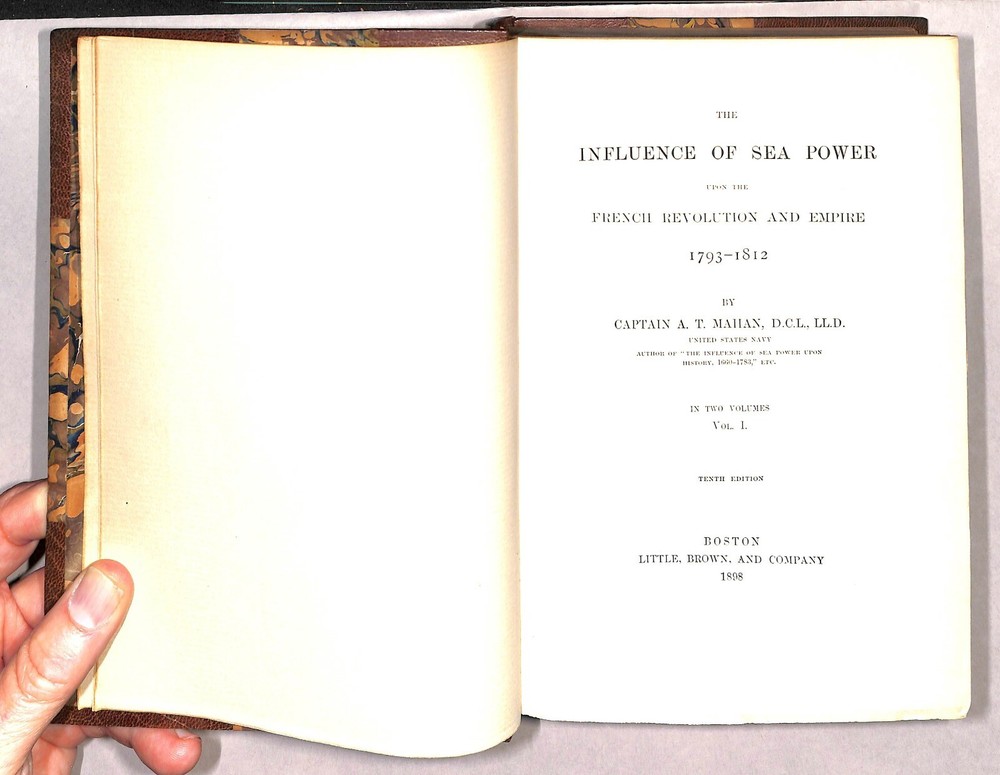 THE
INFLUENCE OF SEA POWER
UPON THE
FRENCH REVOLUTION AND EMPIRE
1793–1812
BY
CAPTAIN A. T. MAHAN, D.C.L., LL.D.
UNITED STATES NAVY
AUTHOR OF "THE INFLUENCE OF SEA POWER UPON
HISTORY, 1660–1783," ETC.
IN TWO VOLUMES
VOL. I.
TENTH EDITION
BOSTON
LITTLE, BROWN, AND COMPANY
1898